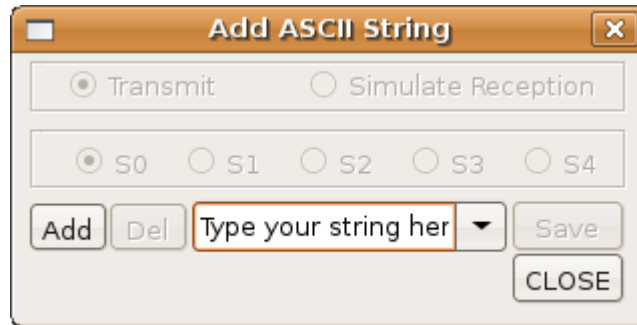 Add ASCII String
Transmit Simulate Reception
S0 S1 S2 S3 S4
Add Del Type your string her Save
CLOSE